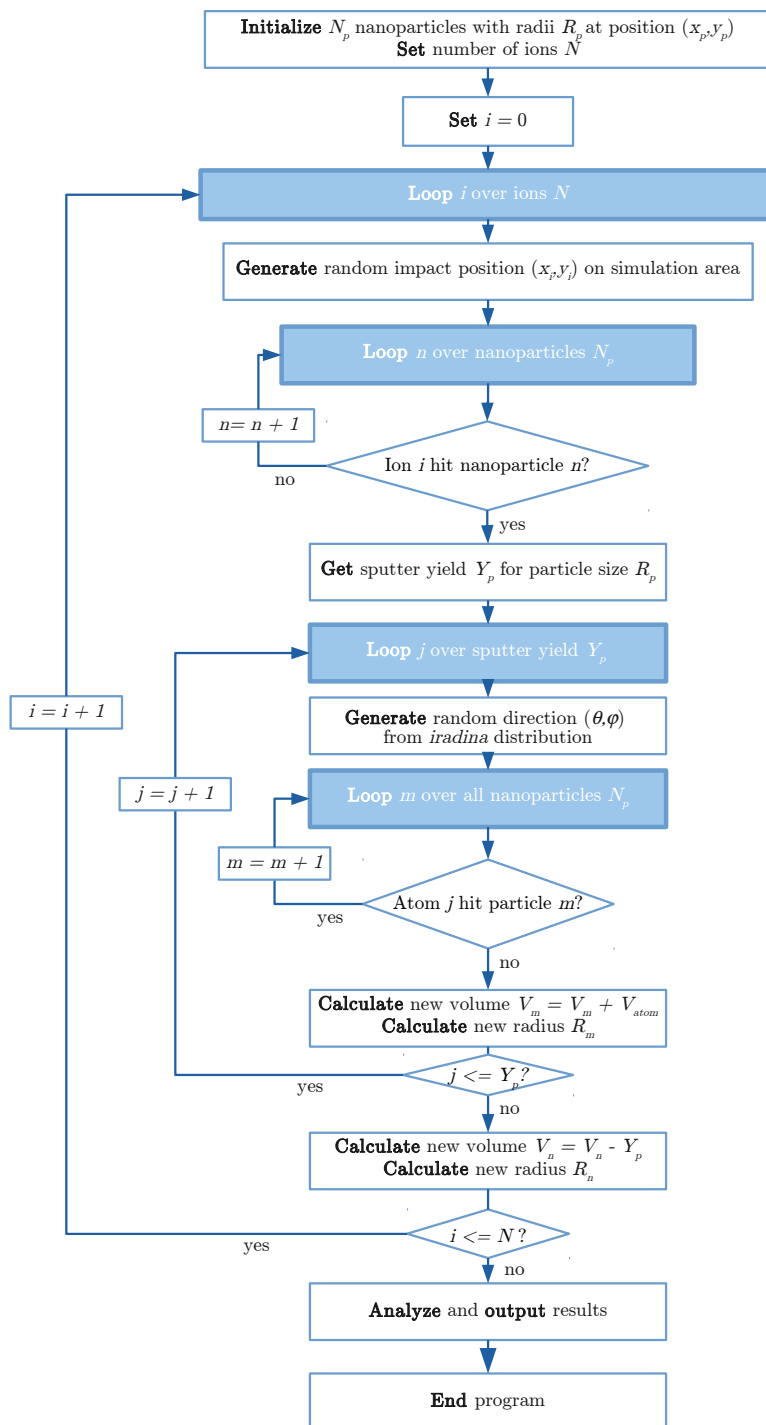 Initialize N_p nanoparticles with radii R_p at position (x_p,y_p)
Set number of ions N
Set i = 0
Loop i over ions N
Generate random impact position (x_i,y_i) on simulation area
Loop n over nanoparticles N_p
n= n + 1
Ion i hit nanoparticle n?
no
yes
Get sputter yield Y_p for particle size R_p
Loop j over sputter yield Y_p
i = i + 1
Generate random direction (θ,φ)
from iradina distribution
j = j + 1
Loop m over all nanoparticles N_p
m = m + 1
Atom j hit particle m?
yes
no
Calculate new volume V_m = V_m + V_atom
Calculate new radius R_m
j <= Y_p?
yes
no
Calculate new volume V_n = V_n - Y_p
Calculate new radius R_n
i <= N?
yes
no
Analyze and output results
End program